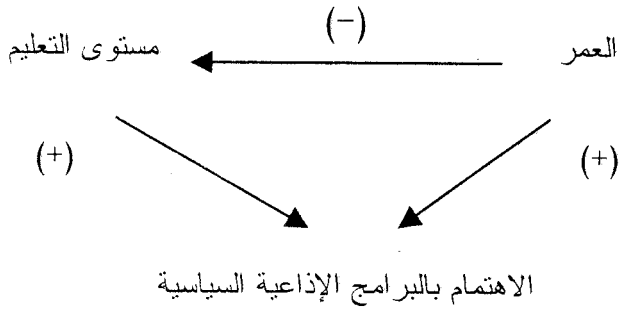 (−)
العمر
مستوى التعليم
(+)
(+)
الاهتمام بالبرامج الإذاعية السياسية